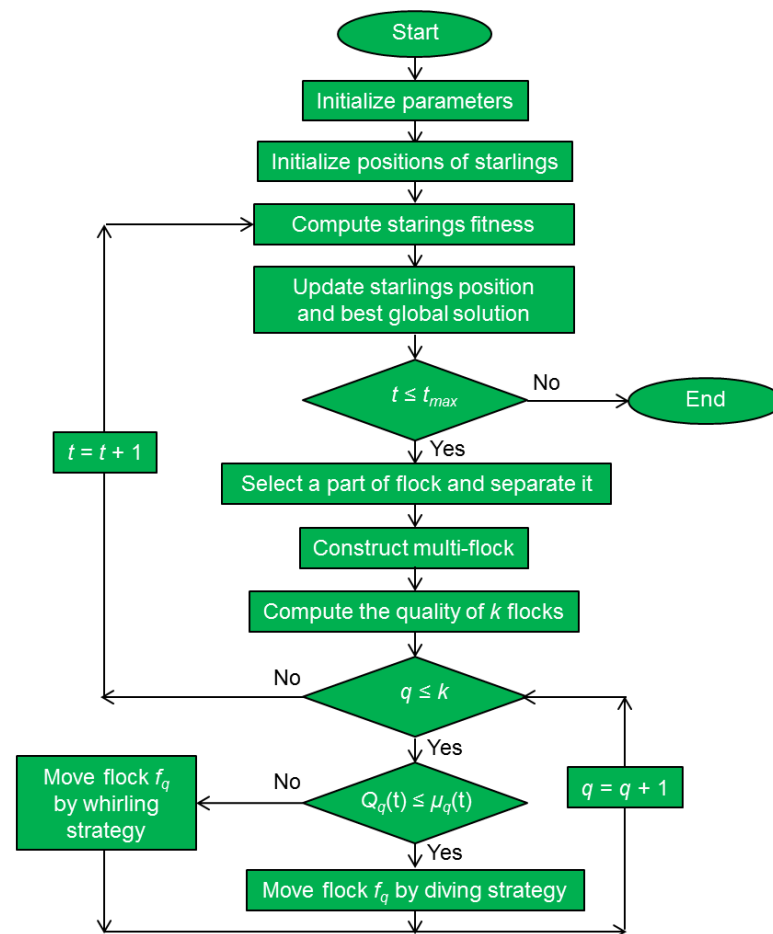 Start
Initialize parameters
Initialize positions of starlings
Compute starings fitness
Update starlings position
and best global solution
t ≤ tmax
No
End
Yes
t = t + 1
Select a part of flock and separate it
Construct multi-flock
Compute the quality of k flocks
No
q ≤ k
Yes
Move flock fq
by whirling
strategy
No
Qq(t) ≤ μq(t)
q = q + 1
Yes
Move flock fq by diving strategy